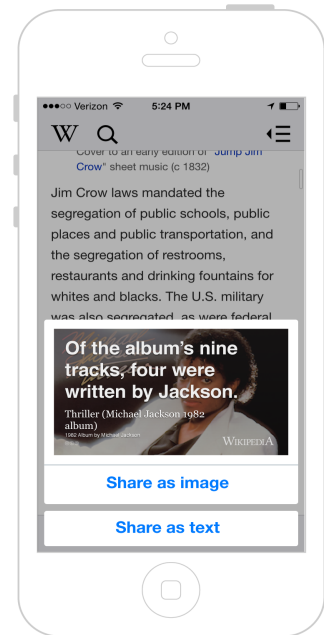 Verizon 5:24 PM
W
Cover to an early edition of "Jump Jim
Crow" sheet music (c 1832)
Jim Crow laws mandated the
segregation of public schools, public
places and public transportation, and
the segregation of restrooms,
restaurants and drinking fountains for
whites and blacks. The U.S. military
was also segregated, as were federal
Of the album's nine
tracks, four were
written by Jackson.
Thriller (Michael Jackson 1982
album)
1982 Album by Michael Jackson
WIKIPEDIA
Share as image
Share as text